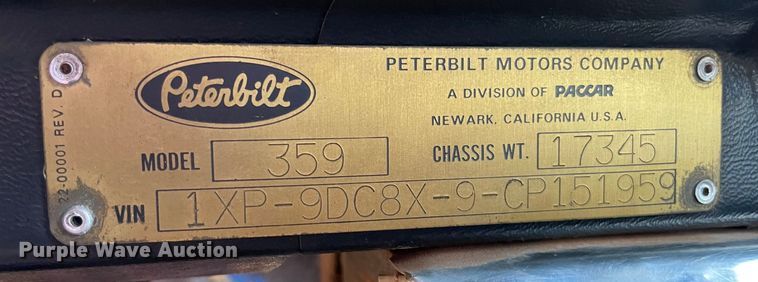 Peterbilt
PETERBILT MOTORS COMPANY
A DIVISION OF PACCAR
NEWARK, CALIFORNIA U.S.A.
MODEL 359 CHASSIS WT. 17345
VIN 1XP-9DC8X-9-CP151959
22-00001 REV. D
Purple Wave Auction